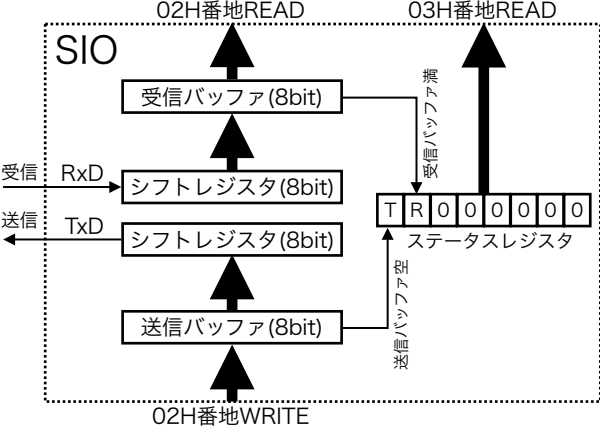 02H番地READ
03H番地READ
SIO
受信バッファ(8bit)
受信バッファ満
受信 RxD
シフトレジスタ(8bit)
T R 0 0 0 0 0 0
送信 TxD
シフトレジスタ(8bit)
ステータスレジスタ
送信バッファ空
送信バッファ(8bit)
02H番地WRITE